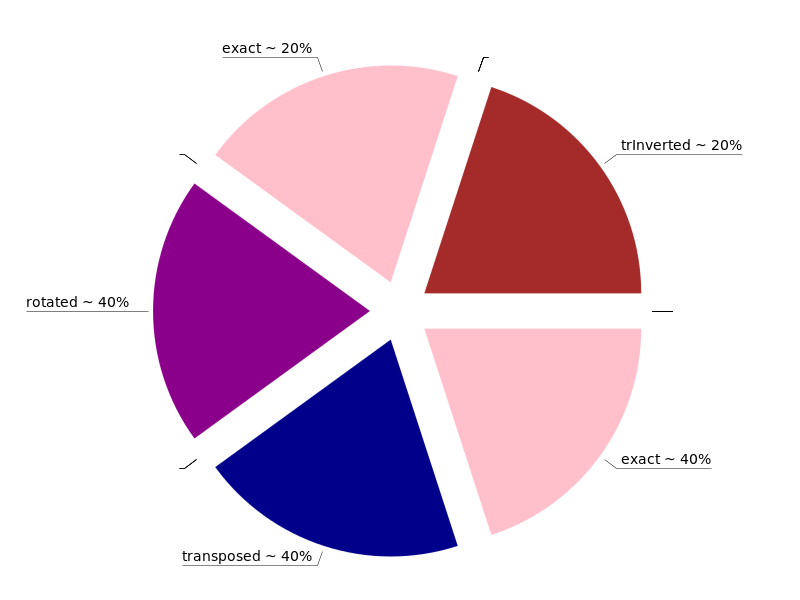 exact ~ 20%
trInverted ~ 20%
rotated ~ 40%
exact ~ 40%
transposed ~ 40%